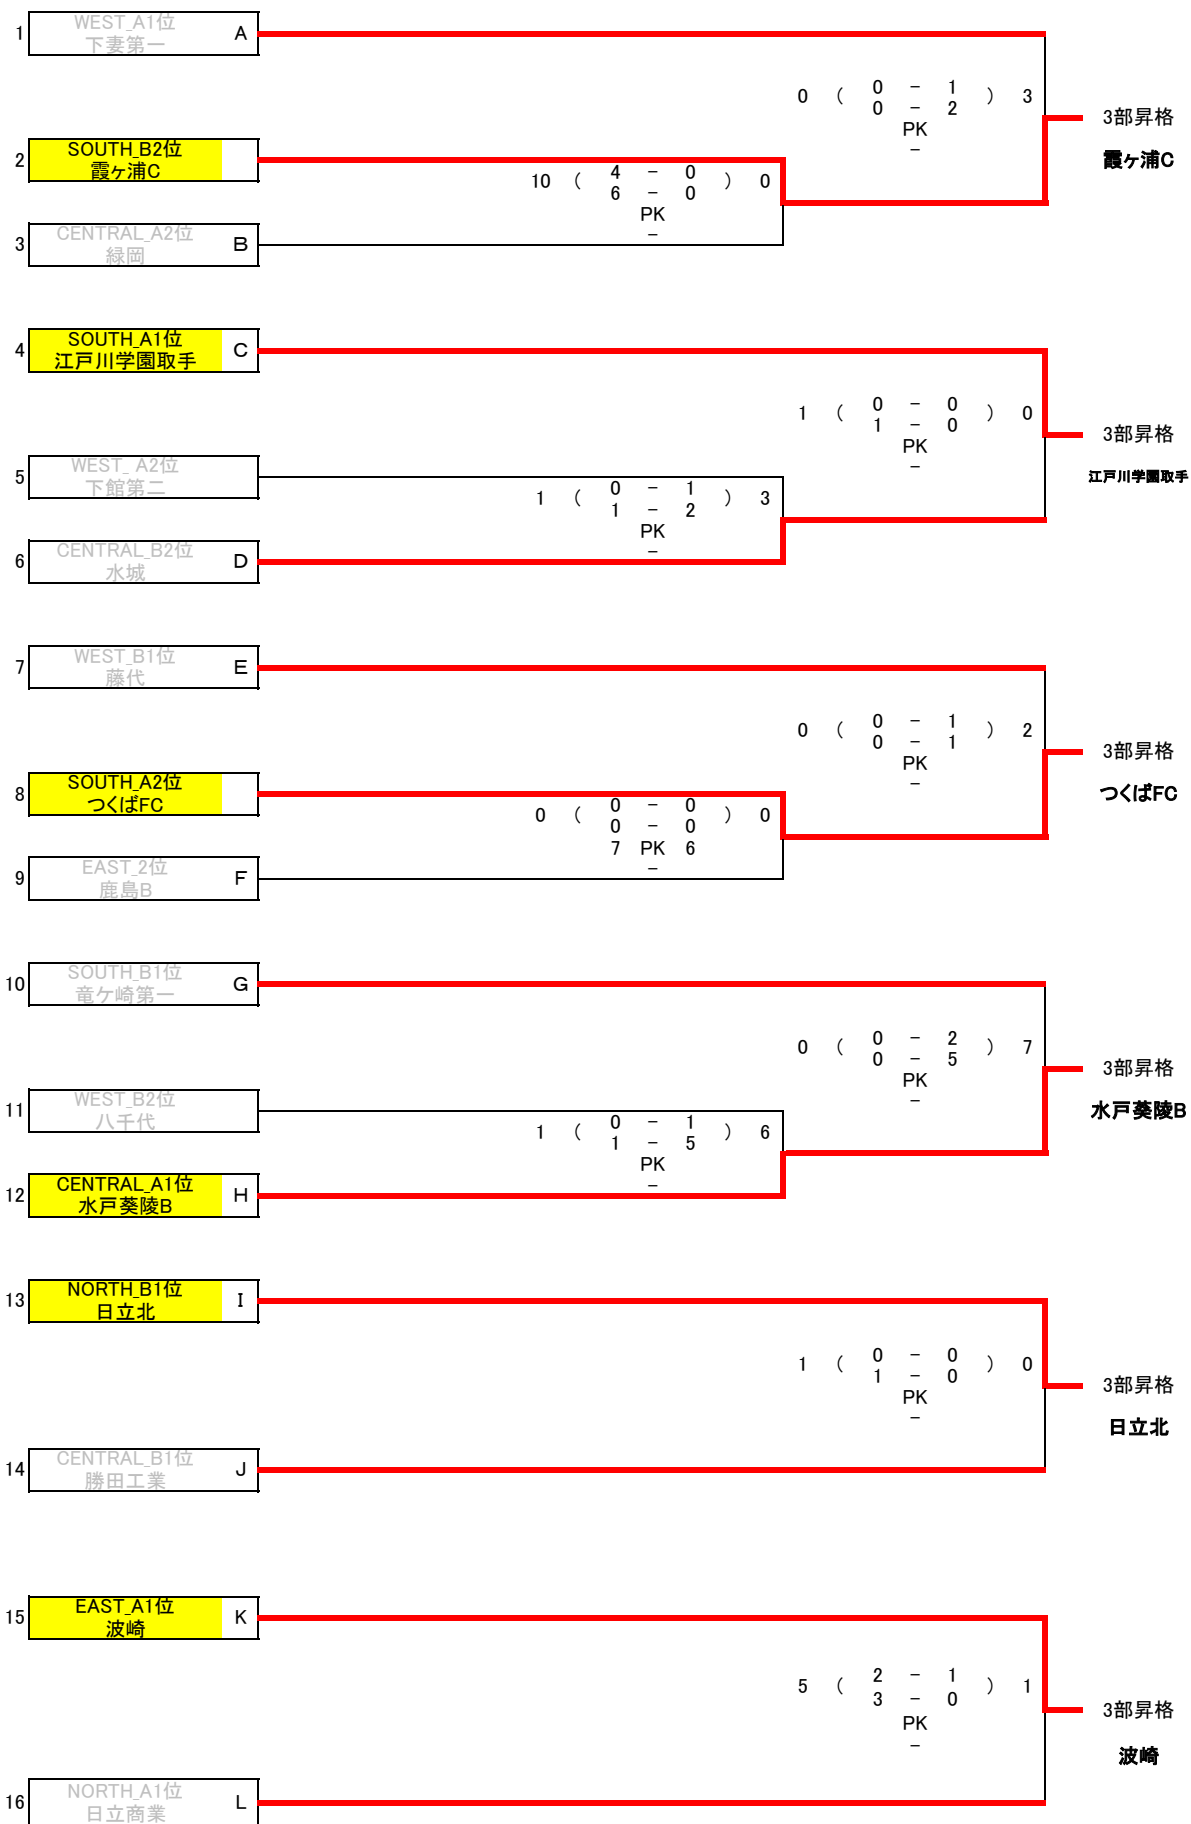 WEST_A1位
1 下妻第一 A
0 ( 0 - 1 ) 3
0 - 2
PK
-
3部昇格
霞ヶ浦C
SOUTH_B2位
2 霞ヶ浦C
10 ( 4 - 0 ) 0
6 - 0
PK
-
CENTRAL_A2位
3 緑岡 B
SOUTH_A1位
4 江戸川学園取手 C
1 ( 0 - 0 ) 0
1 - 0
PK
-
3部昇格
江戸川学園取手
WEST_ A2位
5 下館第二
1 ( 0 - 1 ) 3
1 - 2
PK
-
CENTRAL_B2位
6 水城 D
WEST_B1位
7 藤代 E
0 ( 0 - 1 ) 2
0 - 1
PK
-
3部昇格
つくばFC
SOUTH_A2位
8 つくばFC
0 ( 0 - 0 ) 0
0 - 0
7 PK 6
-
EAST_2位
9 鹿島B F
SOUTH_B1位
10 竜ケ崎第一 G
0 ( 0 - 2 ) 7
0 - 5
PK
-
3部昇格
水戸葵陵B
WEST_B2位
11 八千代
1 ( 0 - 1 ) 6
1 - 5
PK
-
CENTRAL_A1位
12 水戸葵陵B H
NORTH_B1位
13 日立北 I
1 ( 0 - 0 ) 0
1 - 0
PK
-
3部昇格
日立北
CENTRAL_B1位
14 勝田工業 J
EAST_A1位
15 波崎 K
5 ( 2 - 1 ) 1
3 - 0
PK
-
3部昇格
波崎
NORTH_A1位
16 日立商業 L